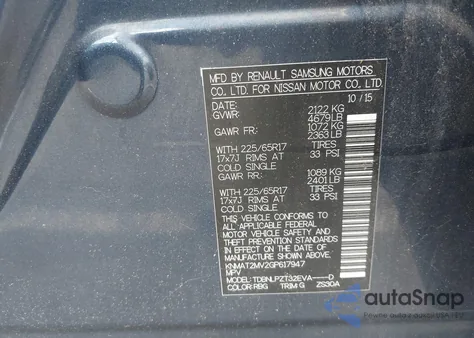 MFD BY RENAULT SAMSUNG MOTORS
CO., LTD. FOR NISSAN MOTOR CO., LTD.
DATE: 10/15
GVWR: 2122 KG
4679 LB
GAWR FR: 1072 KG
2363 LB
WITH 225/65R17 TIRES
17x7J RIMS AT 33 PSI
COLD SINGLE
GAWR RR: 1089 KG
2401 LB
WITH 225/65R17 TIRES
17x7J RIMS AT 33 PSI
COLD SINGLE
THIS VEHICLE CONFORMS TO
ALL APPLICABLE FEDERAL
MOTOR VEHICLE SAFETY AND
THEFT PREVENTION STANDARDS
IN EFFECT ON THE DATE OF
MANUFACTURE SHOWN ABOVE.
KNMAT2MV2GP617947
MPV
MODEL: TDBNLPZT32EVA----D
COLOR: RBG TRIM G ZS30A
autoSnap